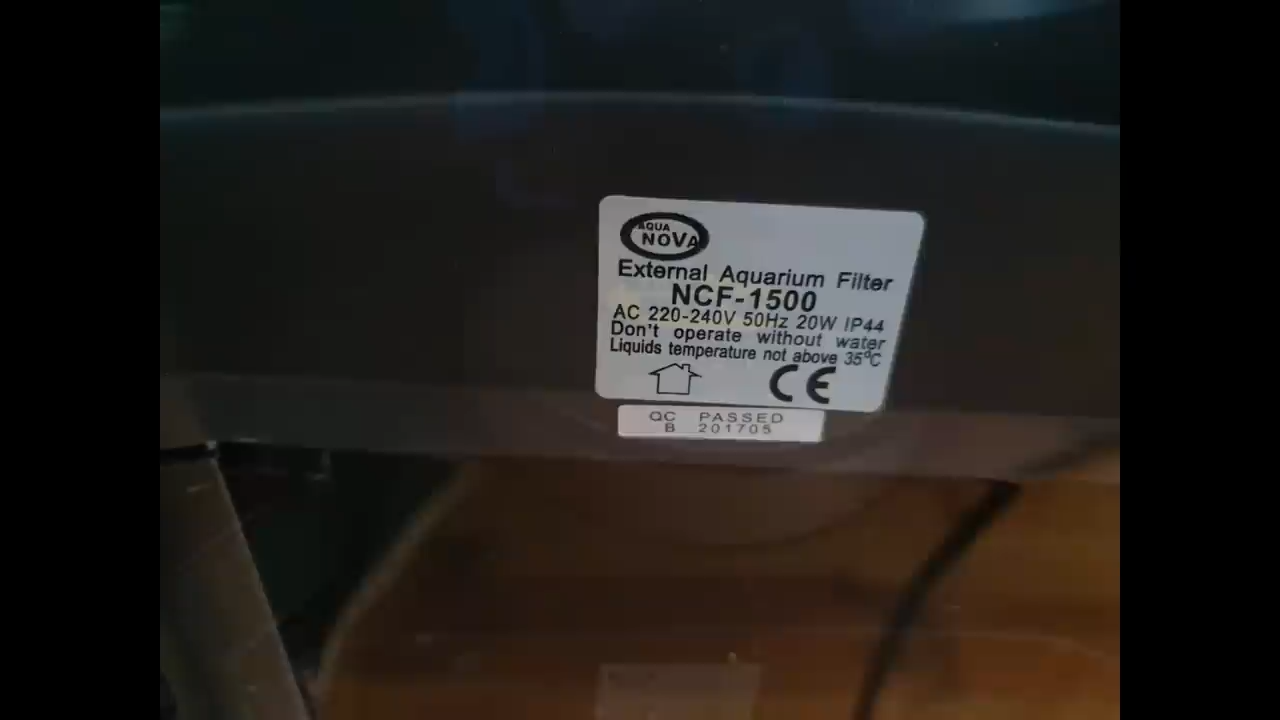 AQUA
NOVA
External Aquarium Filter
NCF-1500
AC 220-240V 50Hz 20W IP44
Don't operate without water
Liquids temperature not above 35°C
CE
QC PASSED
B 201705